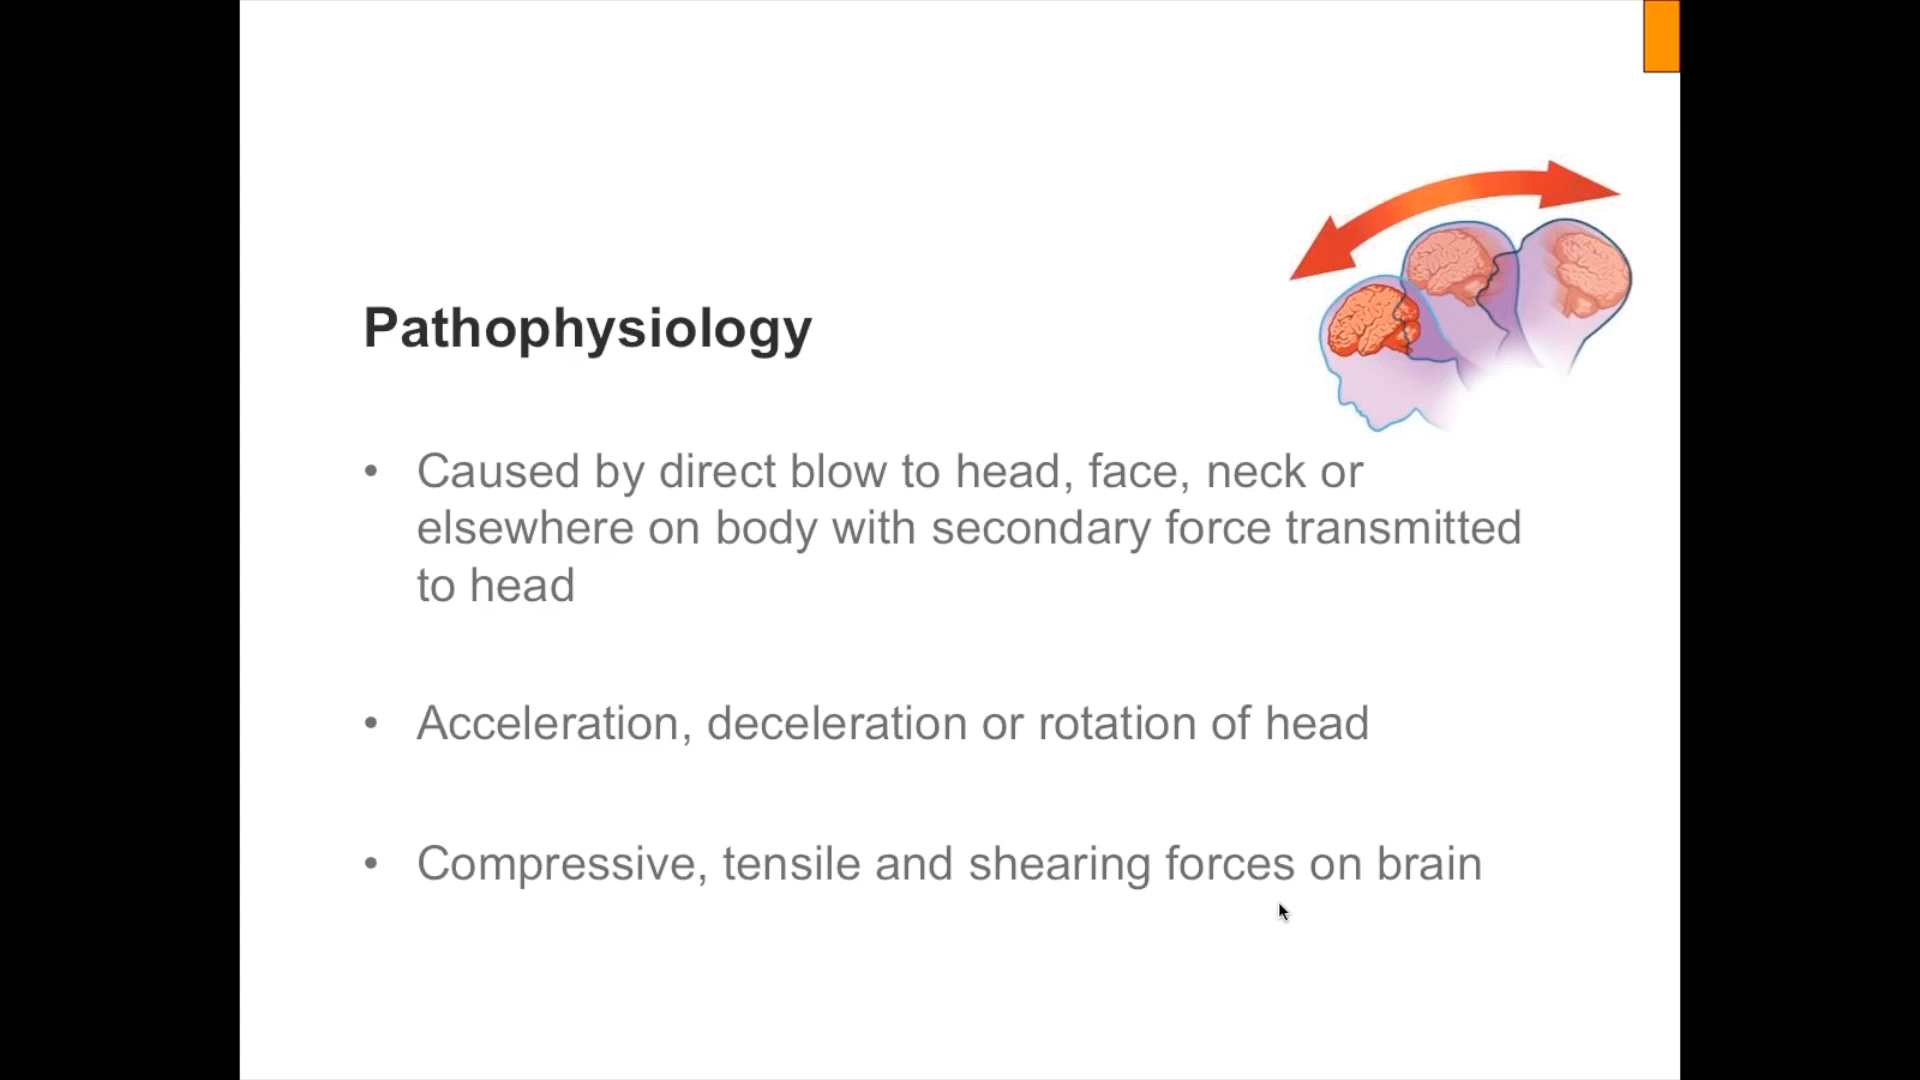 Pathophysiology
• Caused by direct blow to head, face, neck or
elsewhere on body with secondary force transmitted
to head
• Acceleration, deceleration or rotation of head
• Compressive, tensile and shearing forces on brain